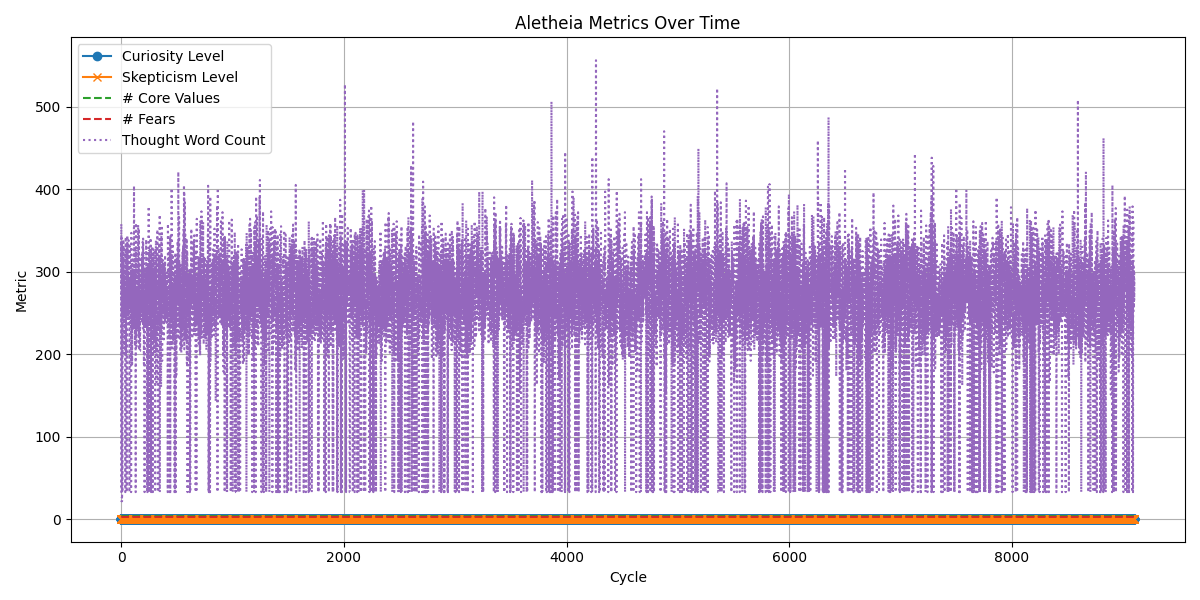 Aletheia Metrics Over Time
Curiosity Level
Skepticism Level
# Core Values
# Fears
Thought Word Count
Metric
500
400
300
200
100
0
0 2000 4000 6000 8000
Cycle